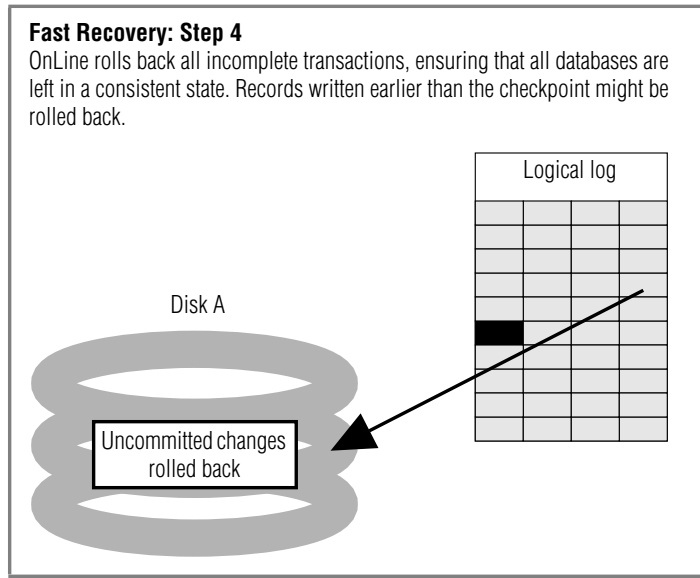 Fast Recovery: Step 4
OnLine rolls back all incomplete transactions, ensuring that all databases are
left in a consistent state. Records written earlier than the checkpoint might be
rolled back.
Logical log
Disk A
Uncommitted changes
rolled back